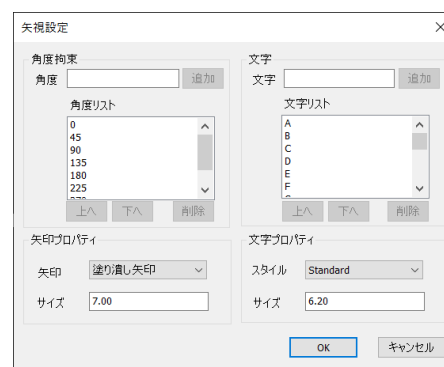 矢視設定
角度拘束
角度 追加
角度リスト
0
45
90
135
180
225
上へ 下へ 削除
文字
文字 追加
文字リスト
A
B
C
D
E
F
上へ 下へ 削除
矢印プロパティ
矢印 塗り潰し矢印
サイズ 7.00
文字プロパティ
スタイル Standard
サイズ 6.20
OK キャンセル